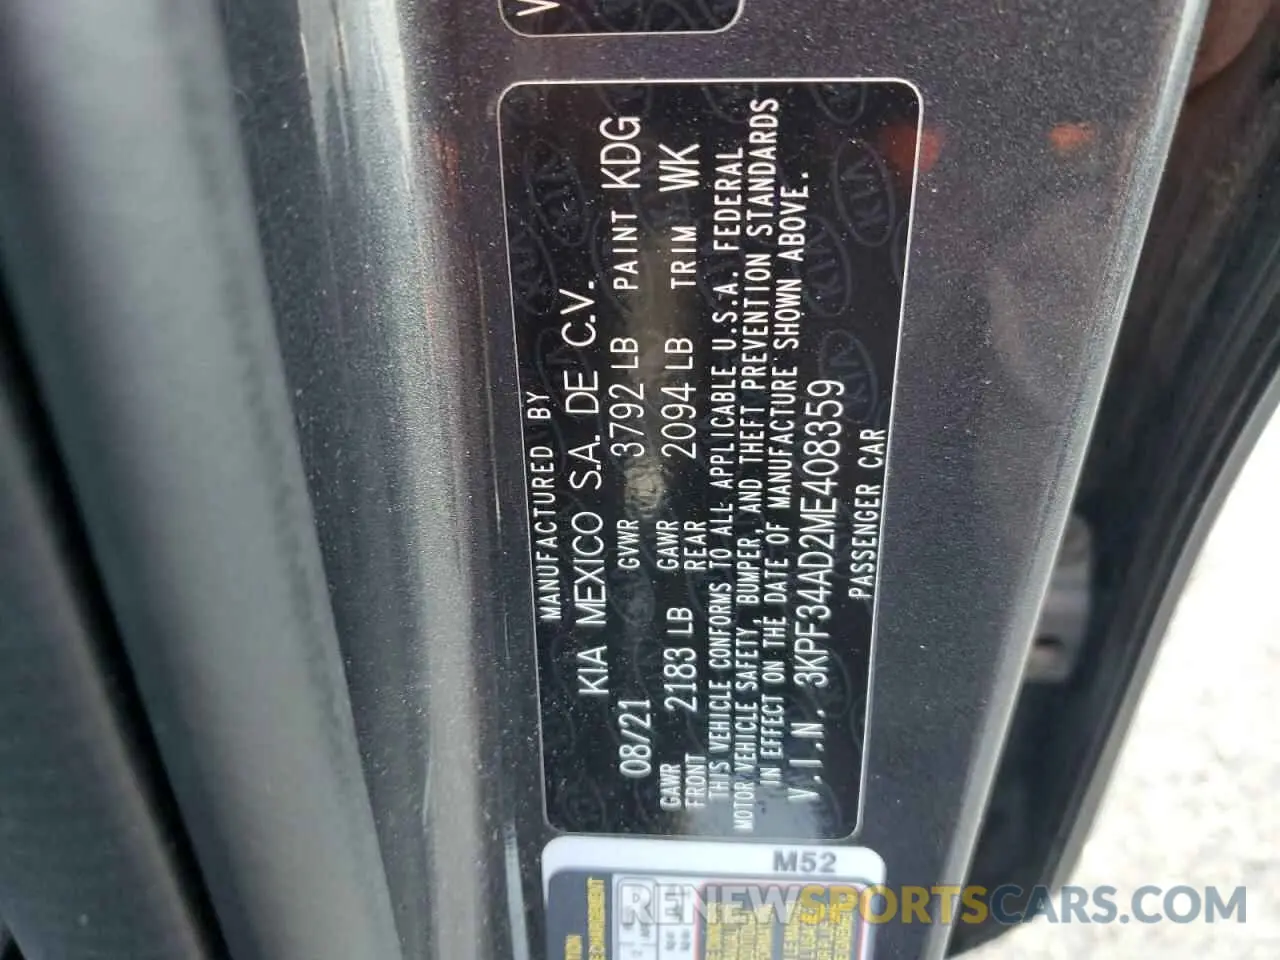 V
MANUFACTURED BY
KIA MEXICO S.A. DE C.V.
08/21 GVWR 3792 LB PAINT KDG
GAWR FRONT 2183 LB GAWR REAR 2094 LB TRIM WK
THIS VEHICLE CONFORMS TO ALL APPLICABLE U.S.A. FEDERAL
MOTOR VEHICLE SAFETY, BUMPER, AND THEFT PREVENTION STANDARDS
IN EFFECT ON THE DATE OF MANUFACTURE SHOWN ABOVE.
V.I.N. 3KPF34AD2ME408359
PASSENGER CAR
M52
RENEWSPORTSCARS.COM